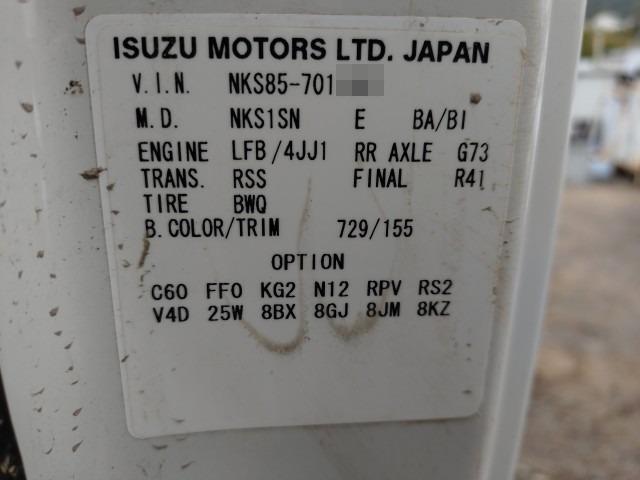 ISUZU MOTORS LTD. JAPAN
V.I.N. NKS85-701
M.D. NKS1SN E BA/BI
ENGINE LFB/4JJ1 RR AXLE G73
TRANS. RSS FINAL R41
TIRE BWQ
B.COLOR/TRIM 729/155
OPTION
C60 FF0 KG2 N12 RPV RS2
V4D 25W 8BX 8GJ 8JM 8KZ